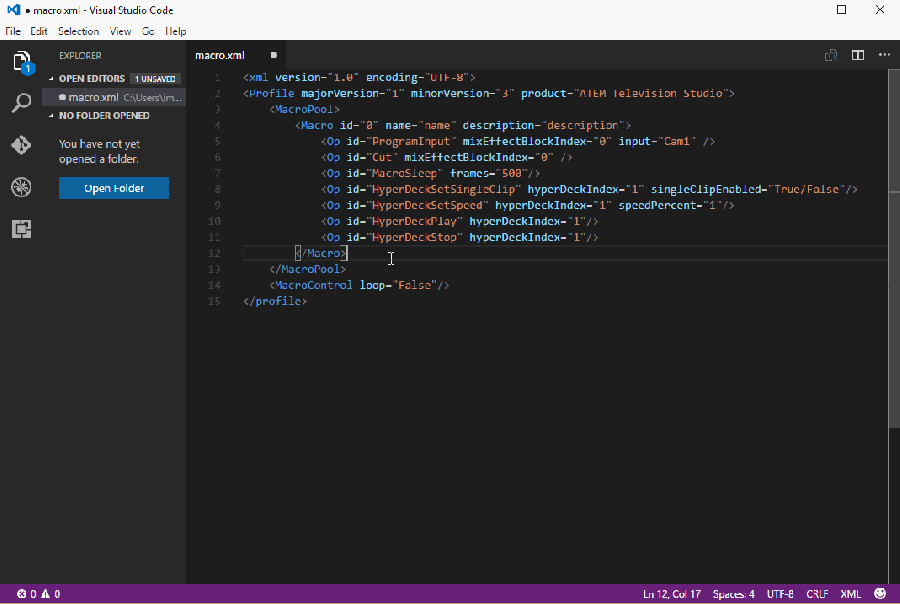 ● macro.xml - Visual Studio Code
File Edit Selection View Go Help
EXPLORER
OPEN EDITORS 1 UNSAVED
● macro.xml C:\Users\im...
NO FOLDER OPENED
You have not yet
opened a folder.
Open Folder
1
macro.xml ●
1 <xml version="1.0" encoding="UTF-8">
2 <Profile majorVersion="1" minorVersion="3" product="ATEM Television Studio">
3 <MacroPool>
4 <Macro id="0" name="name" description="description">
5 <Op id="ProgramInput" mixEffectBlockIndex="0" input="Cam1" />
6 <Op id="Cut" mixEffectBlockIndex="0" />
7 <Op id="MacroSleep" frames="500"/>
8 <Op id="HyperDeckSetSingleClip" hyperDeckIndex="1" singleClipEnabled="True/False"/>
9 <Op id="HyperDeckSetSpeed" hyperDeckIndex="1" speedPercent="1"/>
10 <Op id="HyperDeckPlay" hyperDeckIndex="1"/>
11 <Op id="HyperDeckStop" hyperDeckIndex="1"/>
12 </Macro>
13 </MacroPool>
14 <MacroControl loop="False"/>
15 </profile>
0 0 Ln 12, Col 17 Spaces: 4 UTF-8 CRLF XML